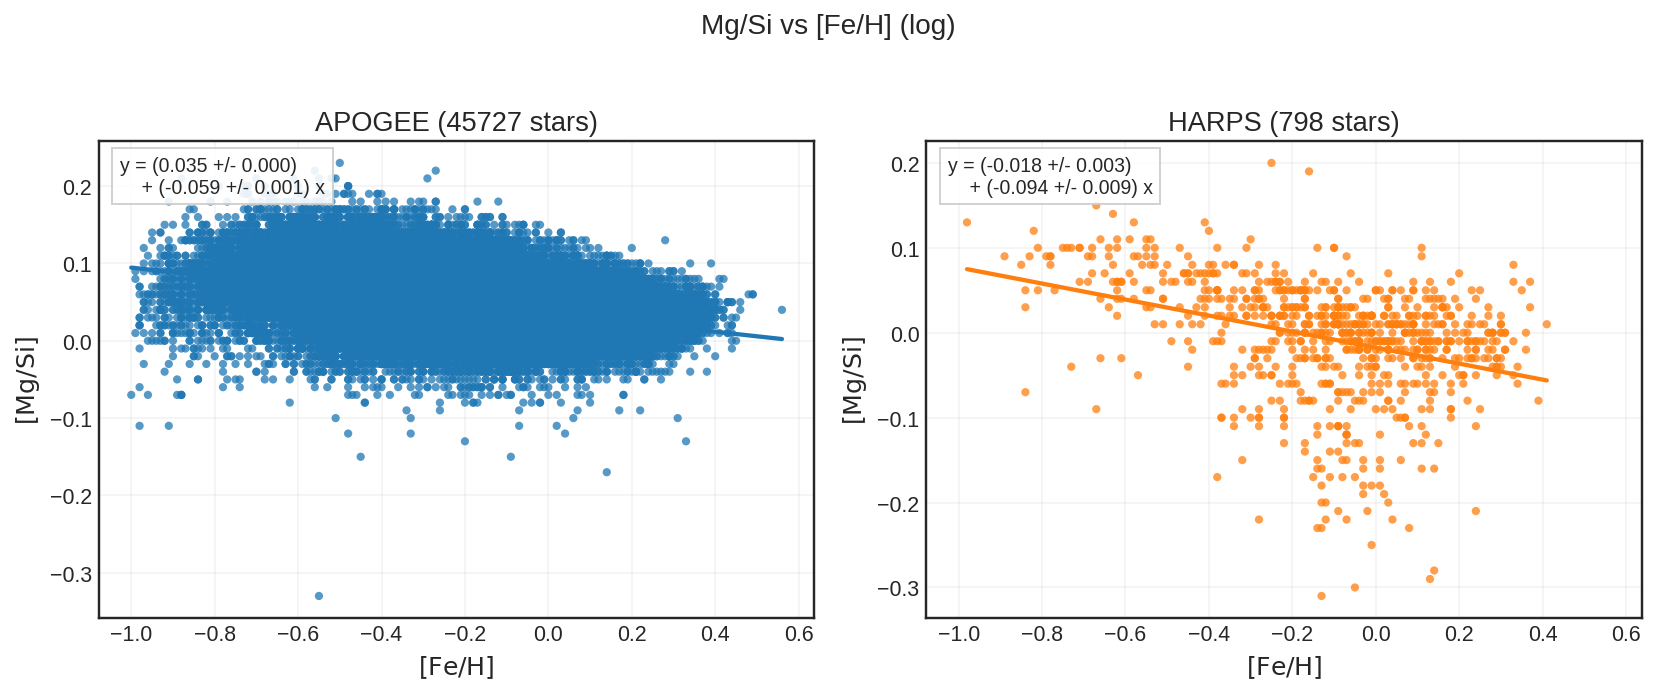 Mg/Si vs [Fe/H] (log)
APOGEE (45727 stars)
y = (0.035 +/- 0.000)
+ (-0.059 +/- 0.001) x
0.2
0.1
0.0
−0.1
−0.2
−0.3
[Mg/Si]
−1.0 −0.8 −0.6 −0.4 −0.2 0.0 0.2 0.4 0.6
[Fe/H]
HARPS (798 stars)
y = (-0.018 +/- 0.003)
+ (-0.094 +/- 0.009) x
0.2
0.1
0.0
−0.1
−0.2
−0.3
[Mg/Si]
−1.0 −0.8 −0.6 −0.4 −0.2 0.0 0.2 0.4 0.6
[Fe/H]